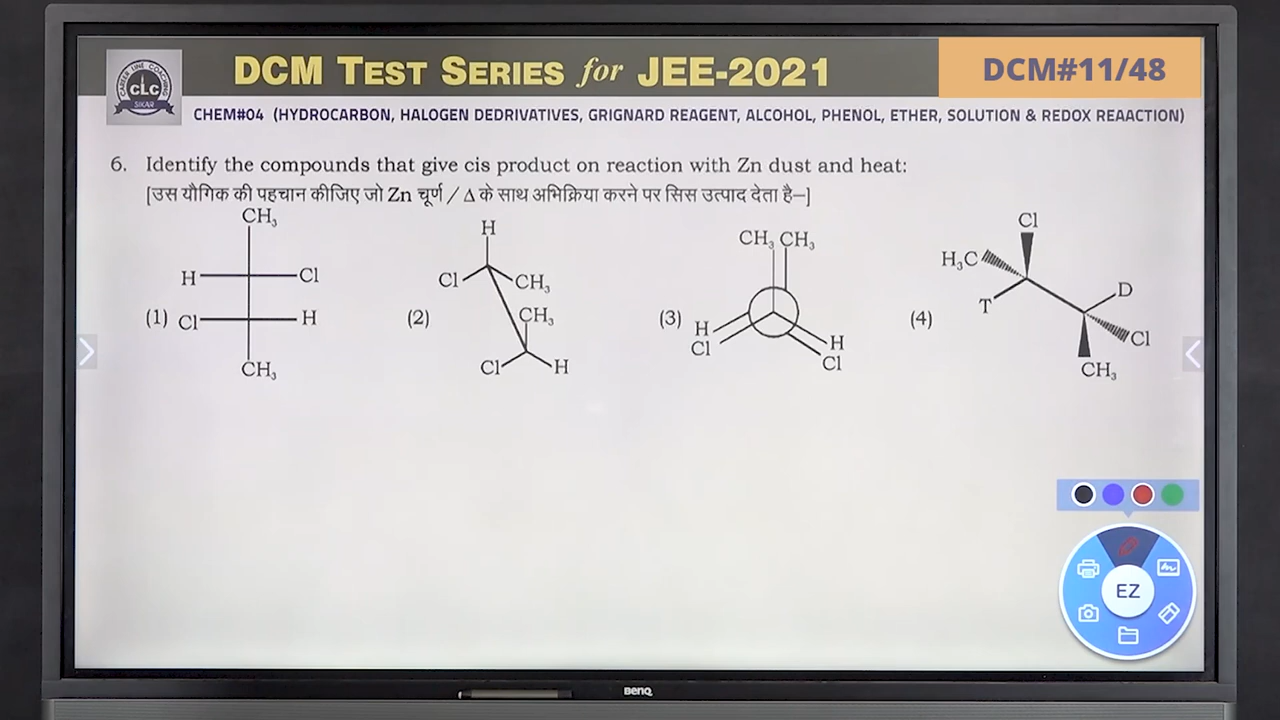 DCM TEST SERIES for JEE-2021
DCM#11/48
CAREER LINE COACHING
CLC
SIKAR
CHEM#04 (HYDROCARBON, HALOGEN DEDRIVATIVES, GRIGNARD REAGENT, ALCOHOL, PHENOL, ETHER, SOLUTION & REDOX REAACTION)
6. Identify the compounds that give cis product on reaction with Zn dust and heat:
[उस यौगिक की पहचान कीजिए जो Zn चूर्ण / Δ के साथ अभिक्रिया करने पर सिस उत्पाद देता है–]
(1)
CH₃
H Cl
Cl H
CH₃
(2)
H
Cl CH₃
CH₃
Cl H
(3)
CH₃ CH₃
H H
Cl Cl
(4)
Cl
H₃C
T D
Cl
CH₃
EZ
BenQ